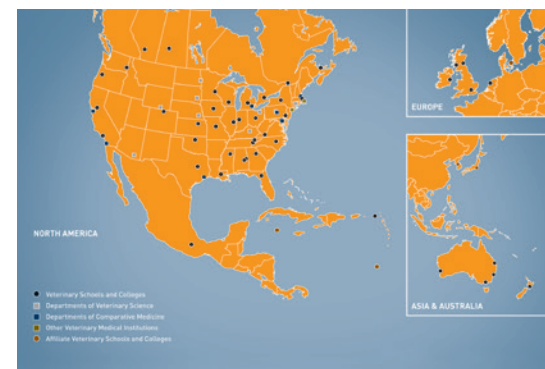 EUROPE
NORTH AMERICA
Veterinary Schools and Colleges
Departments of Veterinary Science
Departments of Comparative Medicine
Other Veterinary Medical Institutions
Affiliate Veterinary Schools and Colleges
ASIA & AUSTRALIA